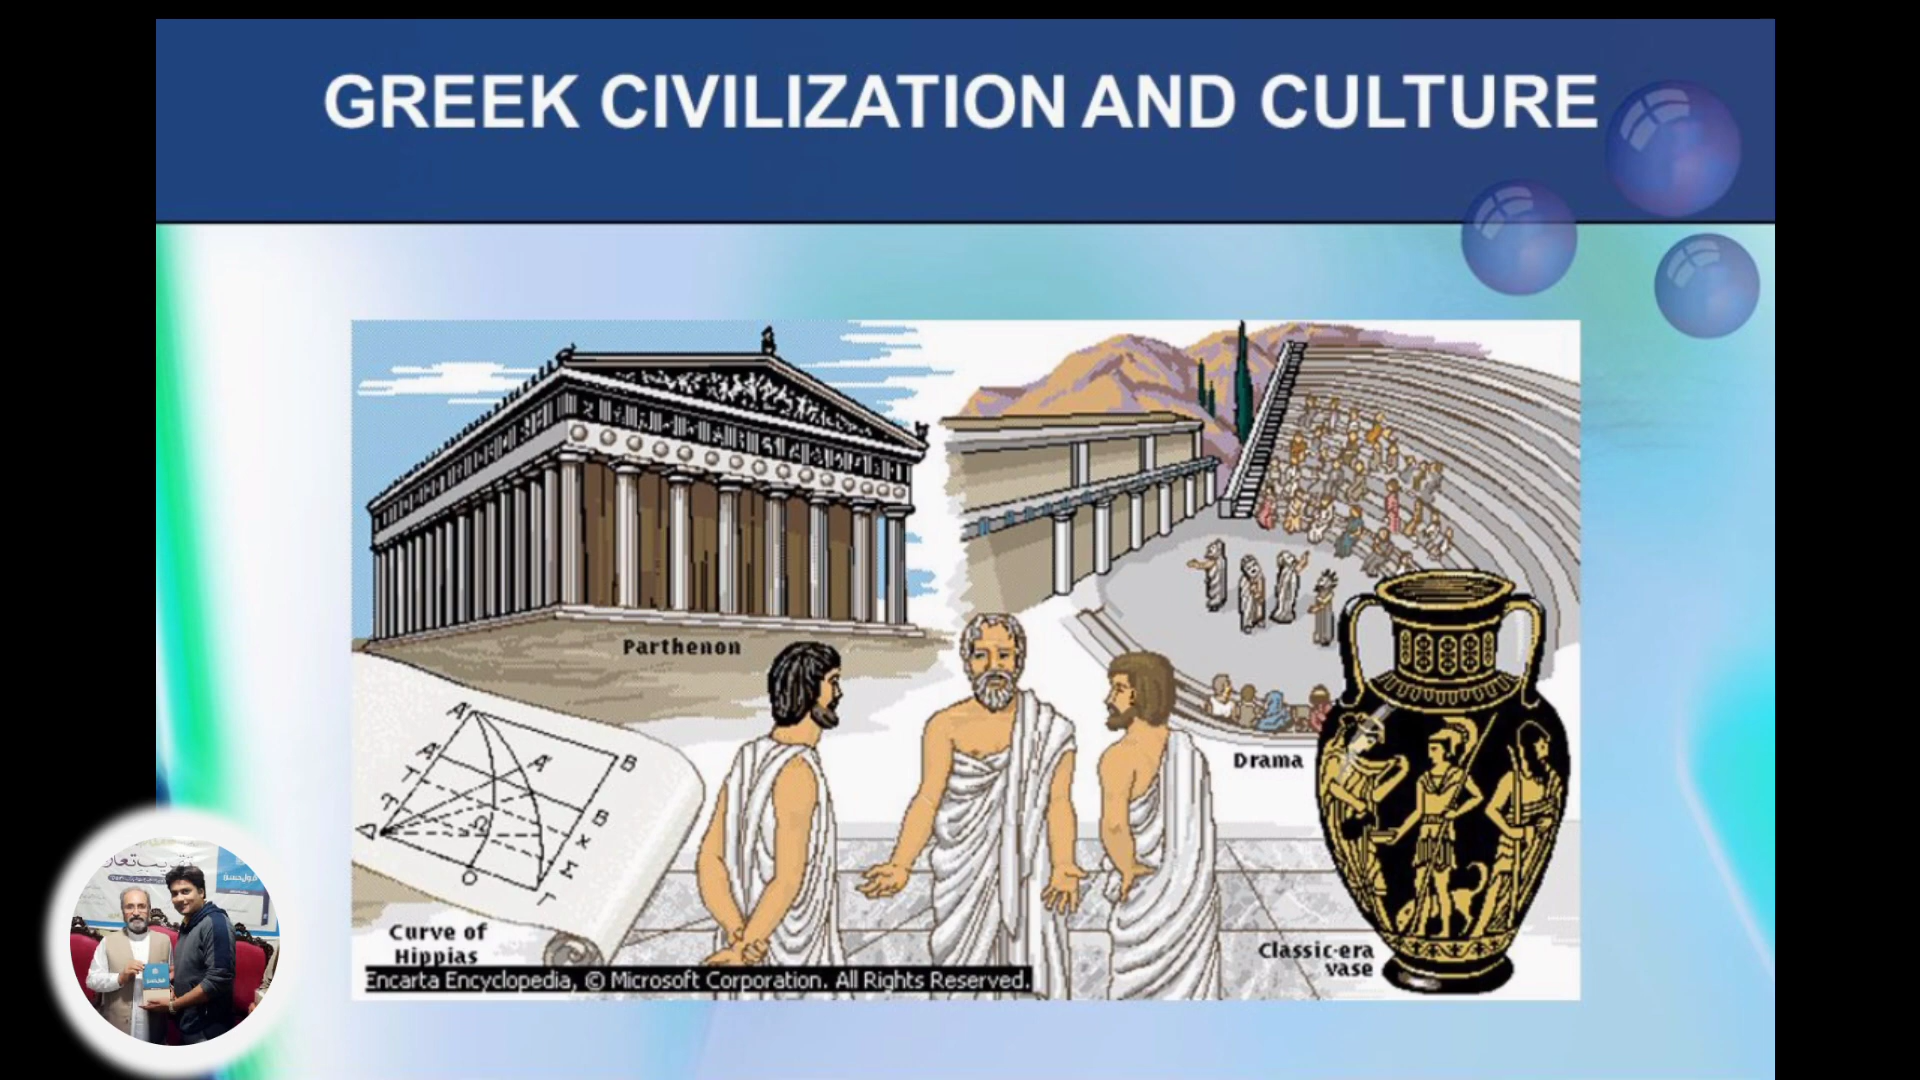 GREEK CIVILIZATION AND CULTURE
Parthenon
Drama
Curve of
Hippias
Classic-era
vase
Encarta Encyclopedia, © Microsoft Corporation. All Rights Reserved.